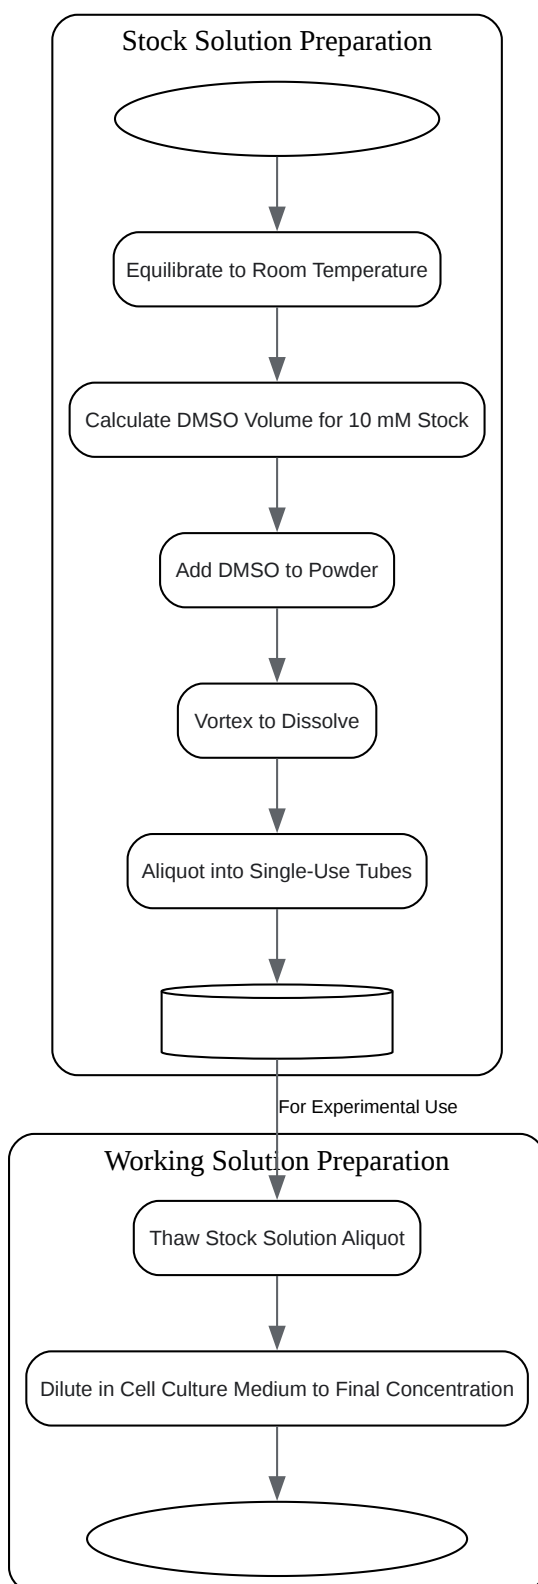 Stock Solution Preparation
Equilibrate to Room Temperature
Calculate DMSO Volume for 10 mM Stock
Add DMSO to Powder
Vortex to Dissolve
Aliquot into Single-Use Tubes
For Experimental Use
Working Solution Preparation
Thaw Stock Solution Aliquot
Dilute in Cell Culture Medium to Final Concentration